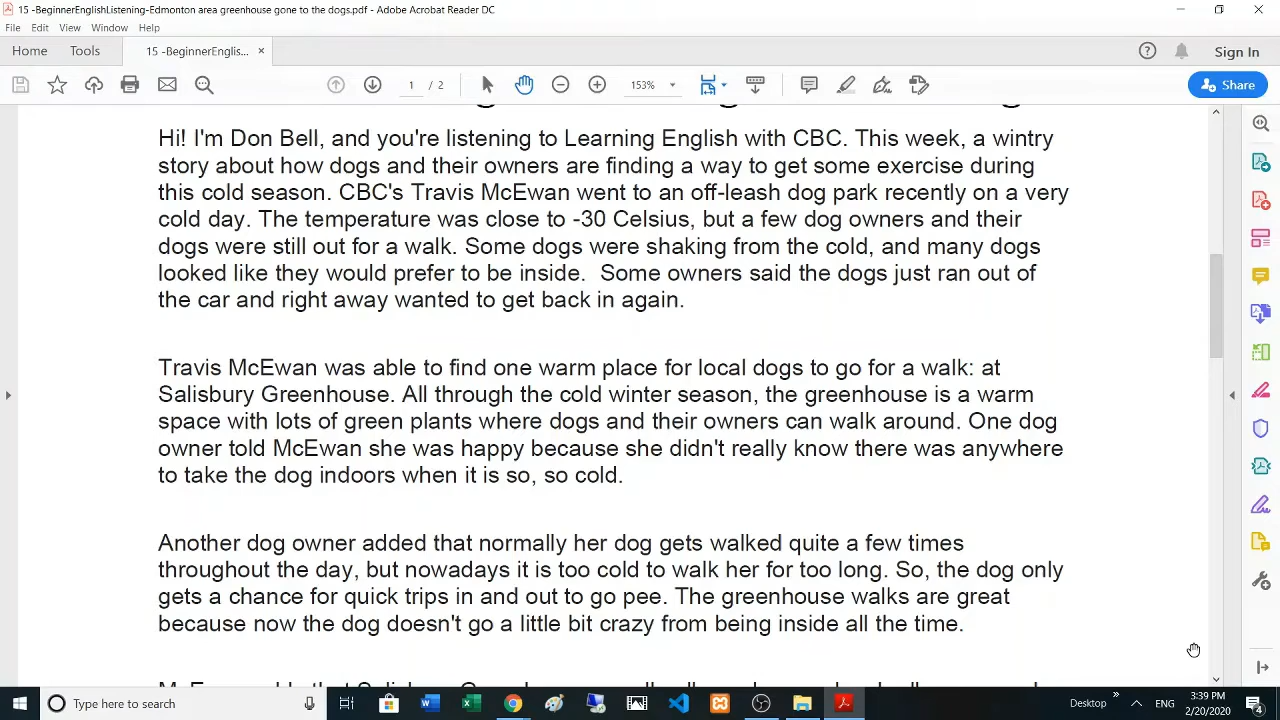 15 -BeginnerEnglishListening-Edmonton area greenhouse gone to the dogs.pdf - Adobe Acrobat Reader DC
File Edit View Window Help
Home Tools 15 -BeginnerEnglis... × Sign In
1 / 2 153% Share
Hi! I'm Don Bell, and you're listening to Learning English with CBC. This week, a wintry
story about how dogs and their owners are finding a way to get some exercise during
this cold season. CBC's Travis McEwan went to an off-leash dog park recently on a very
cold day. The temperature was close to -30 Celsius, but a few dog owners and their
dogs were still out for a walk. Some dogs were shaking from the cold, and many dogs
looked like they would prefer to be inside.  Some owners said the dogs just ran out of
the car and right away wanted to get back in again.
Travis McEwan was able to find one warm place for local dogs to go for a walk: at
Salisbury Greenhouse. All through the cold winter season, the greenhouse is a warm
space with lots of green plants where dogs and their owners can walk around. One dog
owner told McEwan she was happy because she didn't really know there was anywhere
to take the dog indoors when it is so, so cold.
Another dog owner added that normally her dog gets walked quite a few times
throughout the day, but nowadays it is too cold to walk her for too long. So, the dog only
gets a chance for quick trips in and out to go pee. The greenhouse walks are great
because now the dog doesn't go a little bit crazy from being inside all the time.
Type here to search Desktop ENG 3:39 PM
2/20/2020